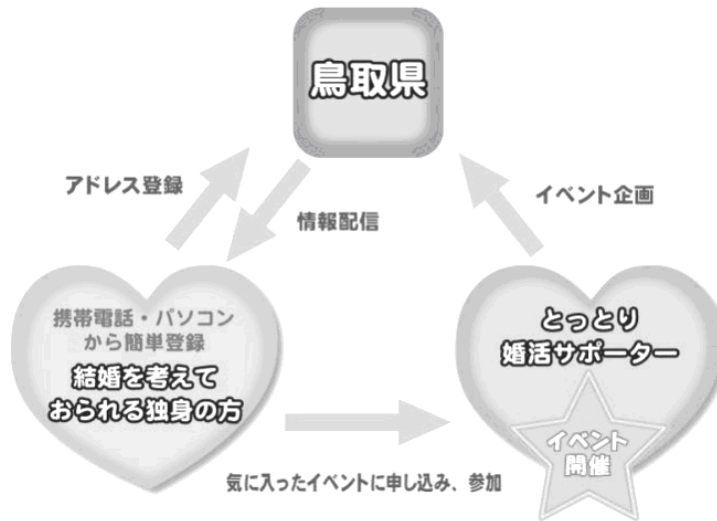 鳥取県
アドレス登録
情報配信
イベント企画
携帯電話・パソコン
から簡単登録
結婚を考えて
おられる独身の方
とっとり
婚活サポーター
イベント
開催
気に入ったイベントに申し込み、参加